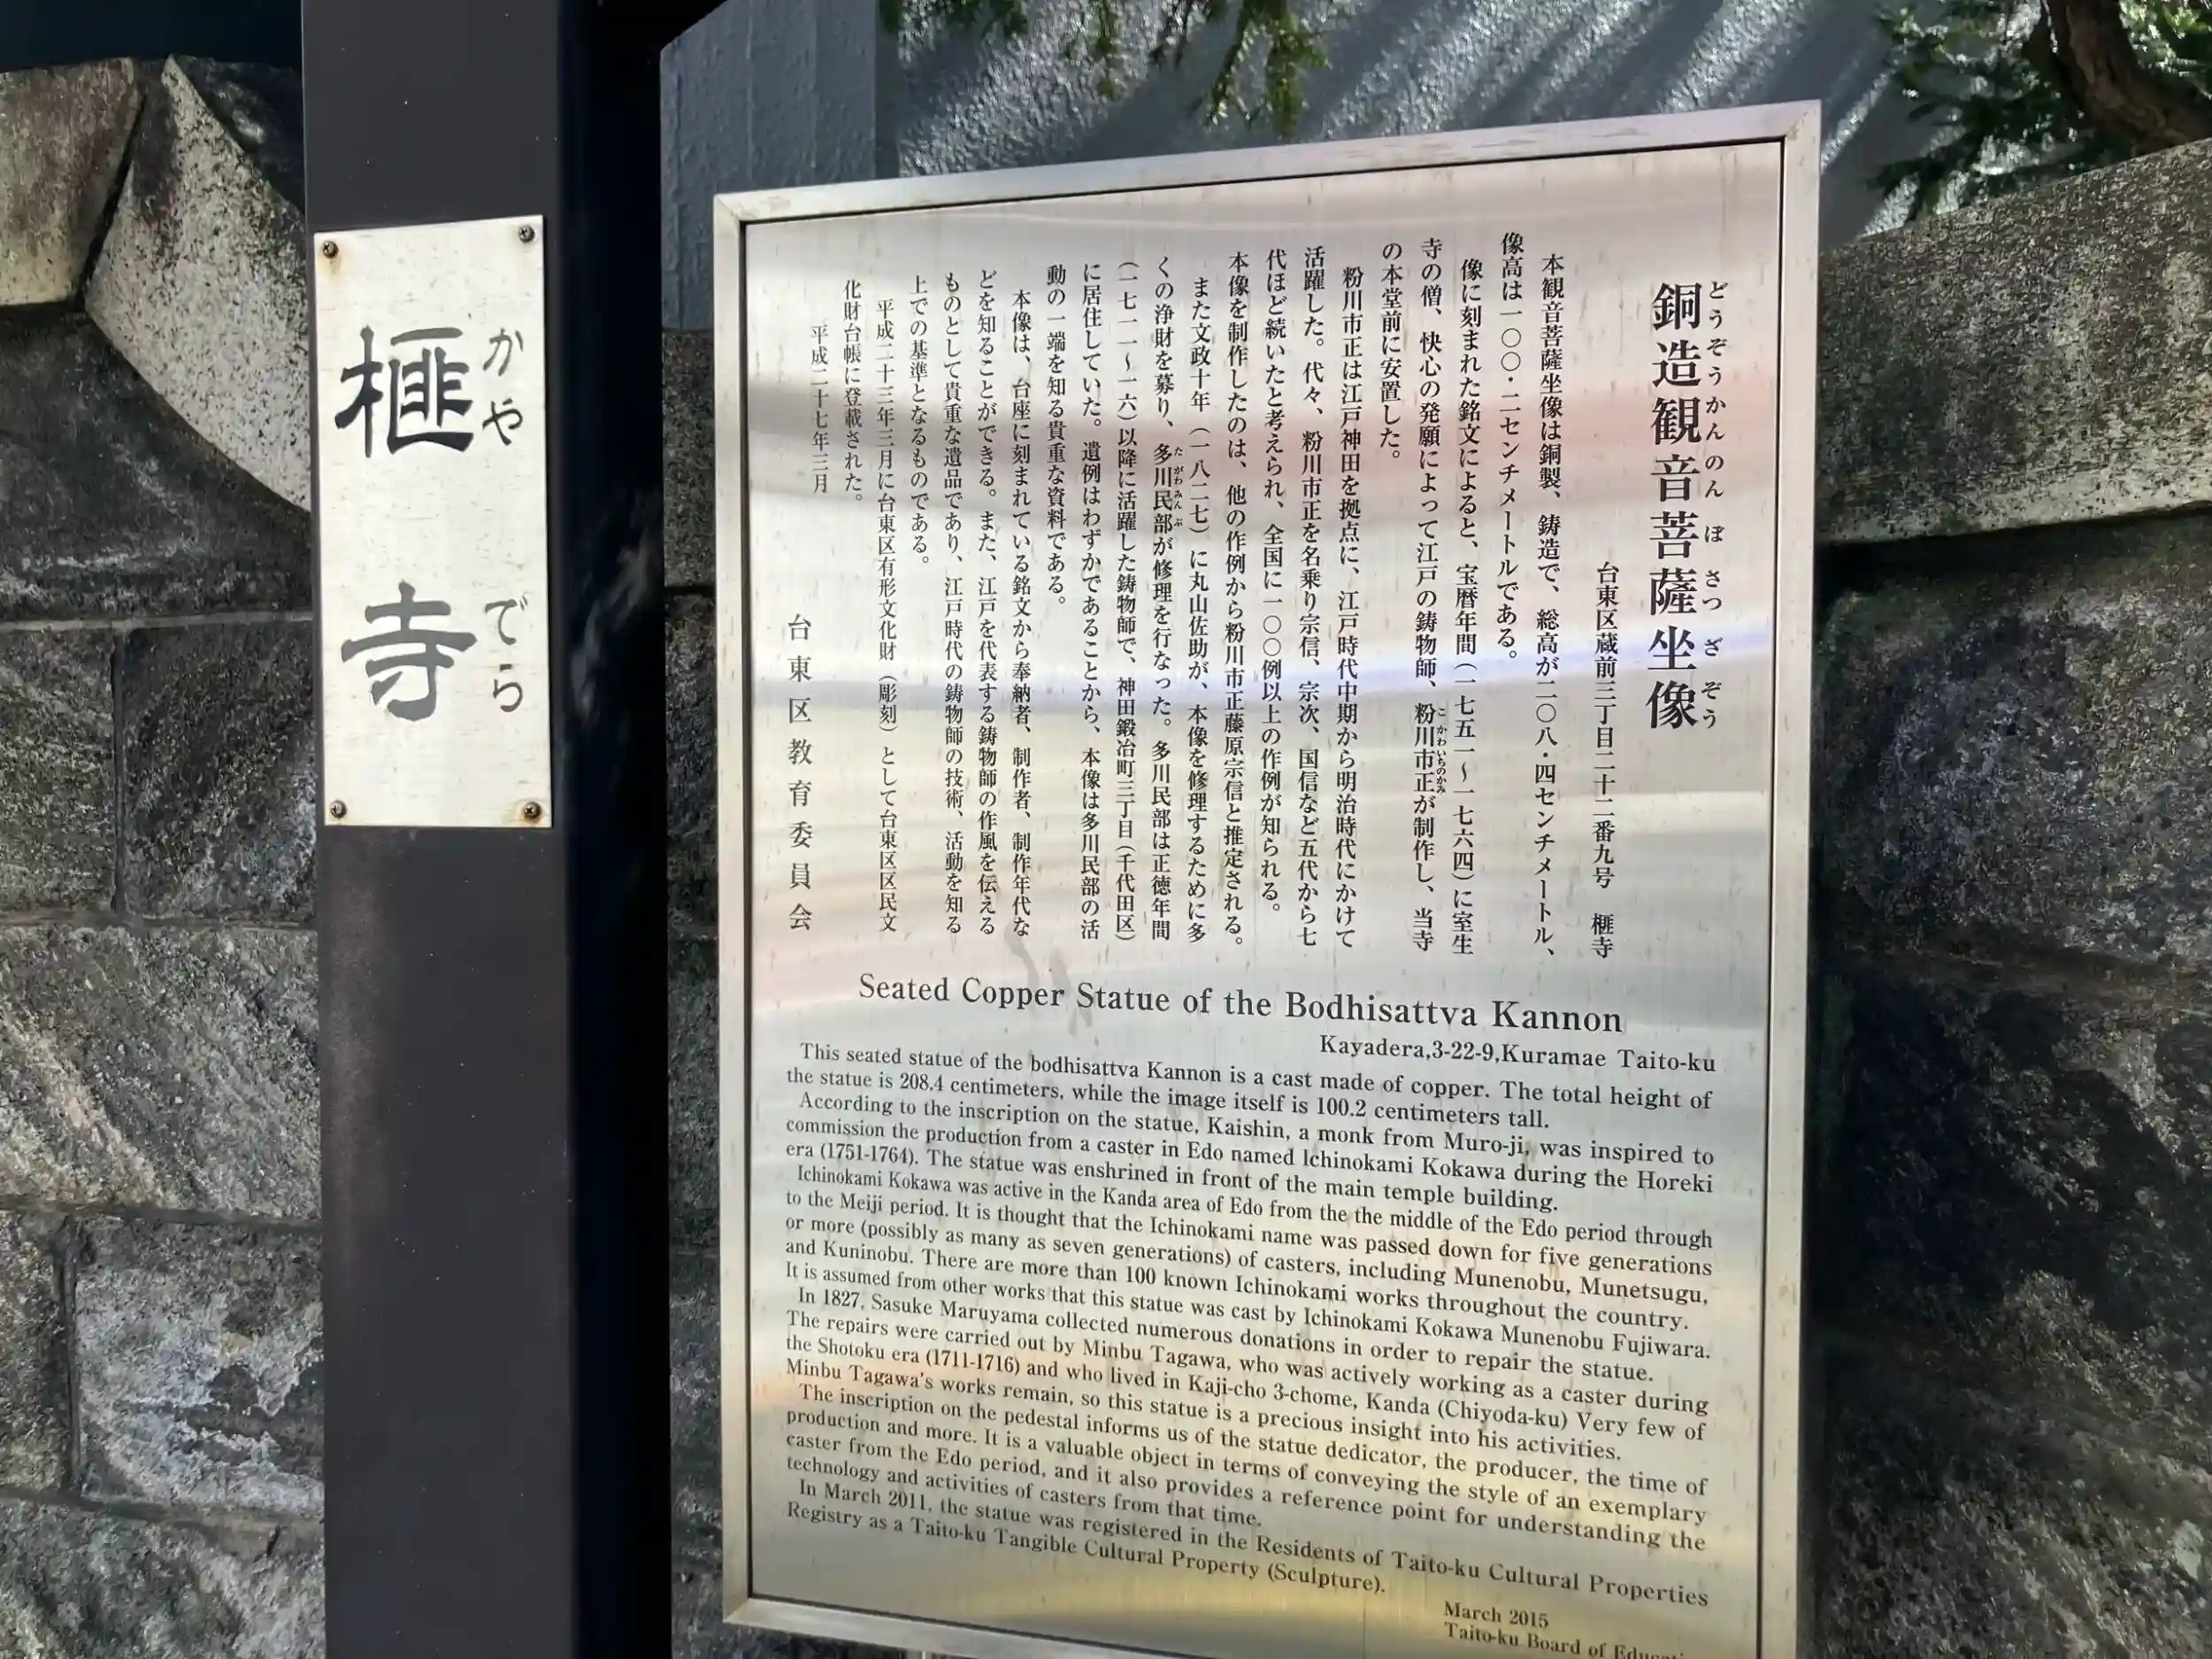 榧寺
かやでら
銅造観音菩薩坐像
どうぞうかんのんぼさつざぞう
台東区蔵前三丁目二十二番九号 榧寺
本観音菩薩坐像は銅製、鋳造で、総高が二〇八・四センチメートル、
像高は一〇〇・二センチメートルである。
像に刻まれた銘文によると、宝暦年間(一七五一〜一七六四)に室生
寺の僧、快心の発願によって江戸の鋳物師、粉川市正が制作し、当寺
こかわいちのかみ
の本堂前に安置した。
粉川市正は江戸神田を拠点に、江戸時代中期から明治時代にかけて
活躍した。代々、粉川市正を名乗り宗信、宗次、国信など五代から七
代ほど続いたと考えられ、全国に一〇〇例以上の作例が知られる。
本像を制作したのは、他の作例から粉川市正藤原宗信と推定される。
また文政十年(一八二七)に丸山佐助が、本像を修理するために多
くの浄財を募り、多川民部が修理を行なった。多川民部は正徳年間
たがわみんぶ
(一七一一〜一六)以降に活躍した鋳物師で、神田鍛冶町三丁目(千代田区)
に居住していた。遺例はわずかであることから、本像は多川民部の活
動の一端を知る貴重な資料である。
本像は、台座に刻まれている銘文から奉納者、制作者、制作年代な
どを知ることができる。また、江戸を代表する鋳物師の作風を伝える
ものとして貴重な遺品であり、江戸時代の鋳物師の技術、活動を知る
上での基準となるものである。
平成二十三年三月に台東区有形文化財(彫刻)として台東区区民文
化財台帳に登載された。
平成二十七年三月
台東区教育委員会
Seated Copper Statue of the Bodhisattva Kannon
Kayadera,3-22-9,Kuramae Taito-ku
This seated statue of the bodhisattva Kannon is a cast made of copper. The total height of
the statue is 208.4 centimeters, while the image itself is 100.2 centimeters tall.
According to the inscription on the statue, Kaishin, a monk from Muro-ji, was inspired to
commission the production from a caster in Edo named Ichinokami Kokawa during the Horeki
era (1751-1764). The statue was enshrined in front of the main temple building.
Ichinokami Kokawa was active in the Kanda area of Edo from the the middle of the Edo period through
to the Meiji period. It is thought that the Ichinokami name was passed down for five generations
or more (possibly as many as seven generations) of casters, including Munenobu, Munetsugu,
and Kuninobu. There are more than 100 known Ichinokami works throughout the country.
It is assumed from other works that this statue was cast by Ichinokami Kokawa Munenobu Fujiwara.
In 1827, Sasuke Maruyama collected numerous donations in order to repair the statue.
The repairs were carried out by Minbu Tagawa, who was actively working as a caster during
the Shotoku era (1711-1716) and who lived in Kaji-cho 3-chome, Kanda (Chiyoda-ku) Very few of
Minbu Tagawa's works remain, so this statue is a precious insight into his activities.
The inscription on the pedestal informs us of the statue dedicator, the producer, the time of
production and more. It is a valuable object in terms of conveying the style of an exemplary
caster from the Edo period, and it also provides a reference point for understanding the
technology and activities of casters from that time.
In March 2011, the statue was registered in the Residents of Taito-ku Cultural Properties
Registry as a Taito-ku Tangible Cultural Property (Sculpture).
March 2015
Taito-ku Board of